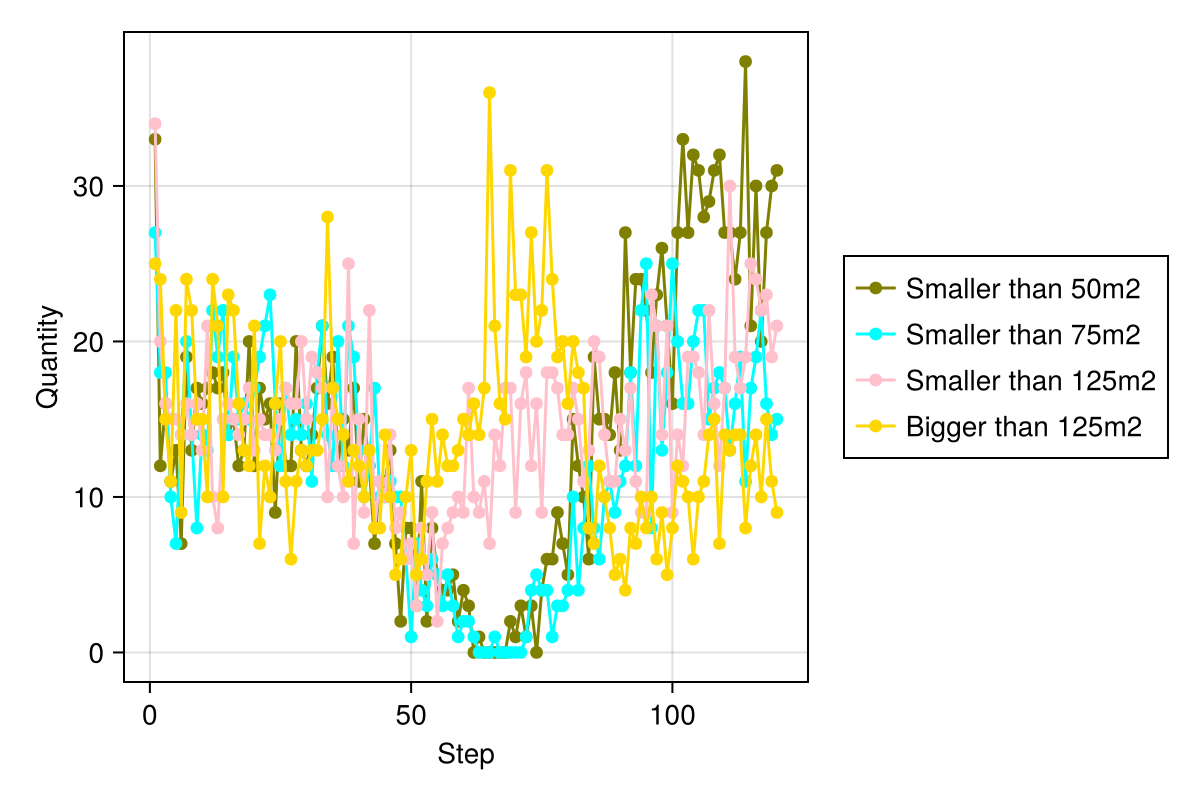 30
20
10
0
Quantity
0
50
100
Step
Smaller than 50m2
Smaller than 75m2
Smaller than 125m2
Bigger than 125m2